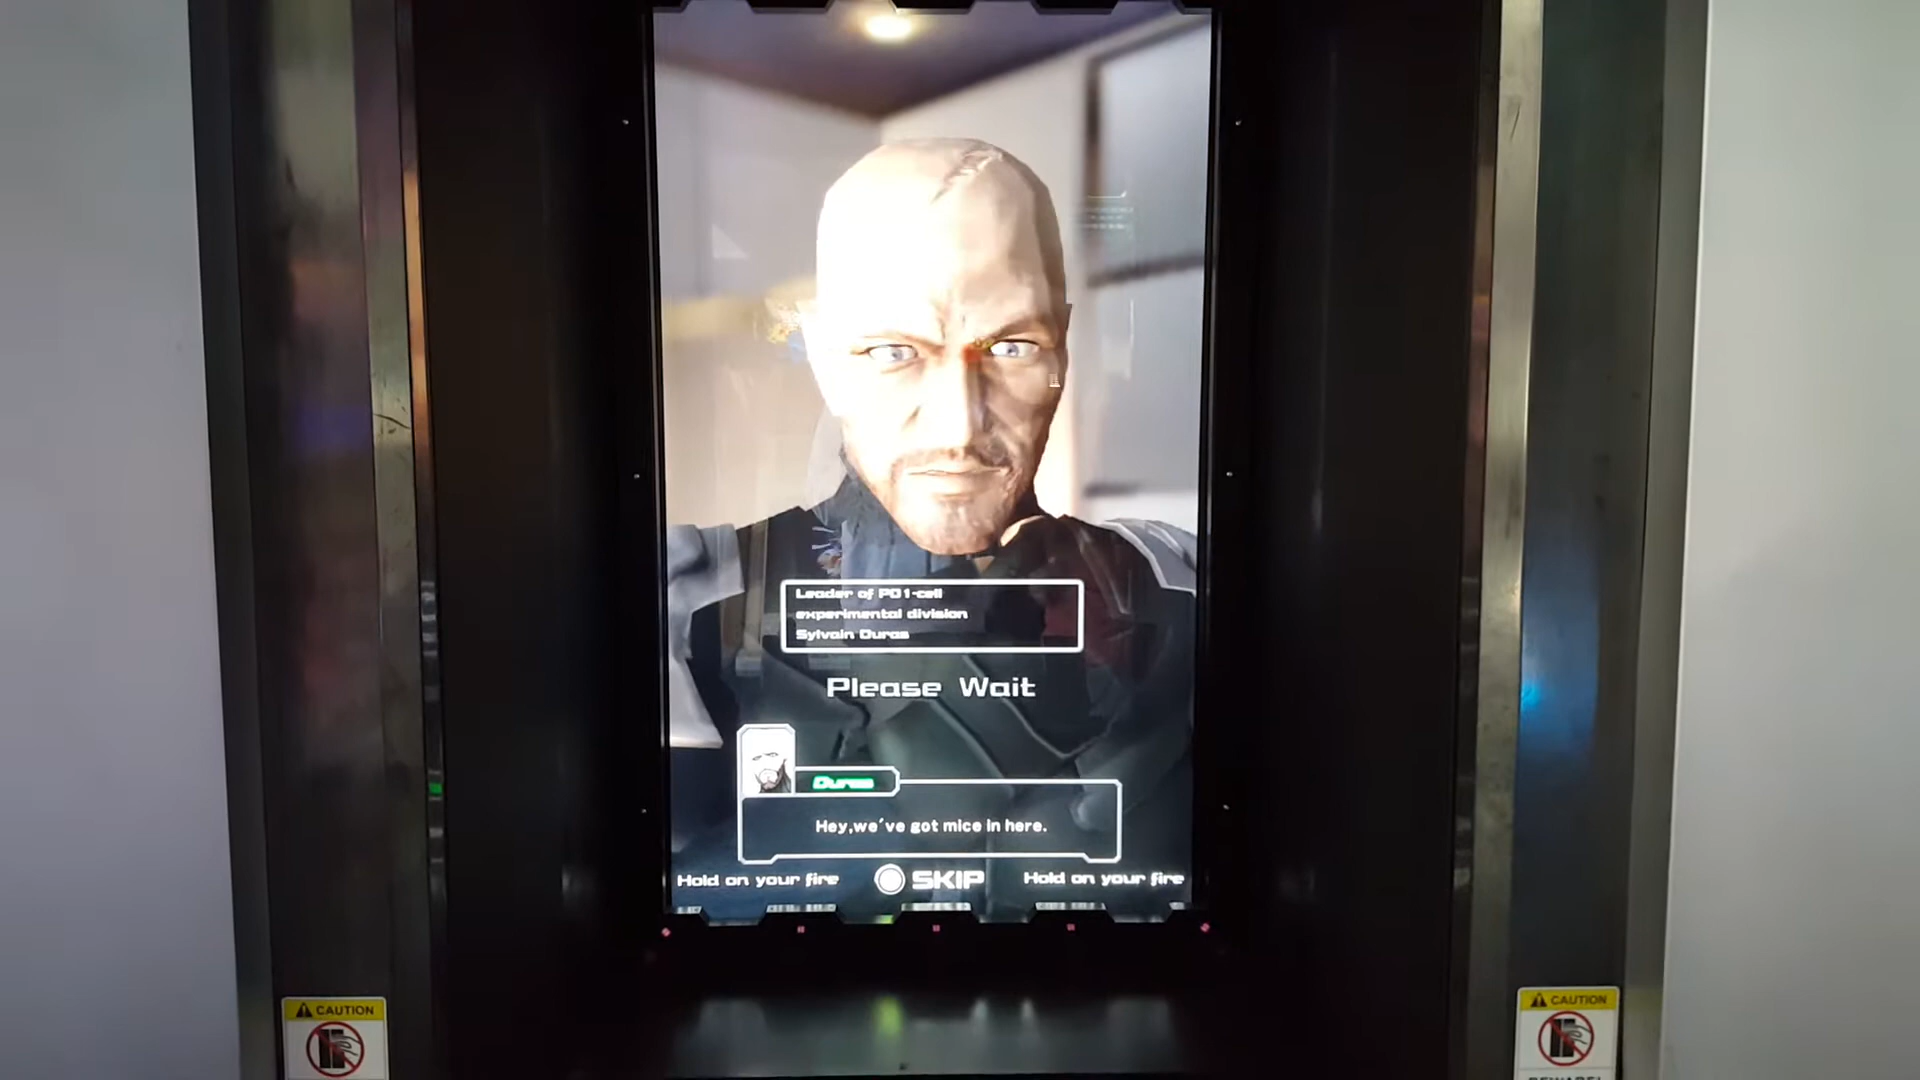 Leader of P01-cell
experimental division
Sylvain Duras
Please Wait
Duras
Hey,we've got mice in here.
Hold on your fire
SKIP
Hold on your fire
CAUTION
CAUTION
BEWARE!